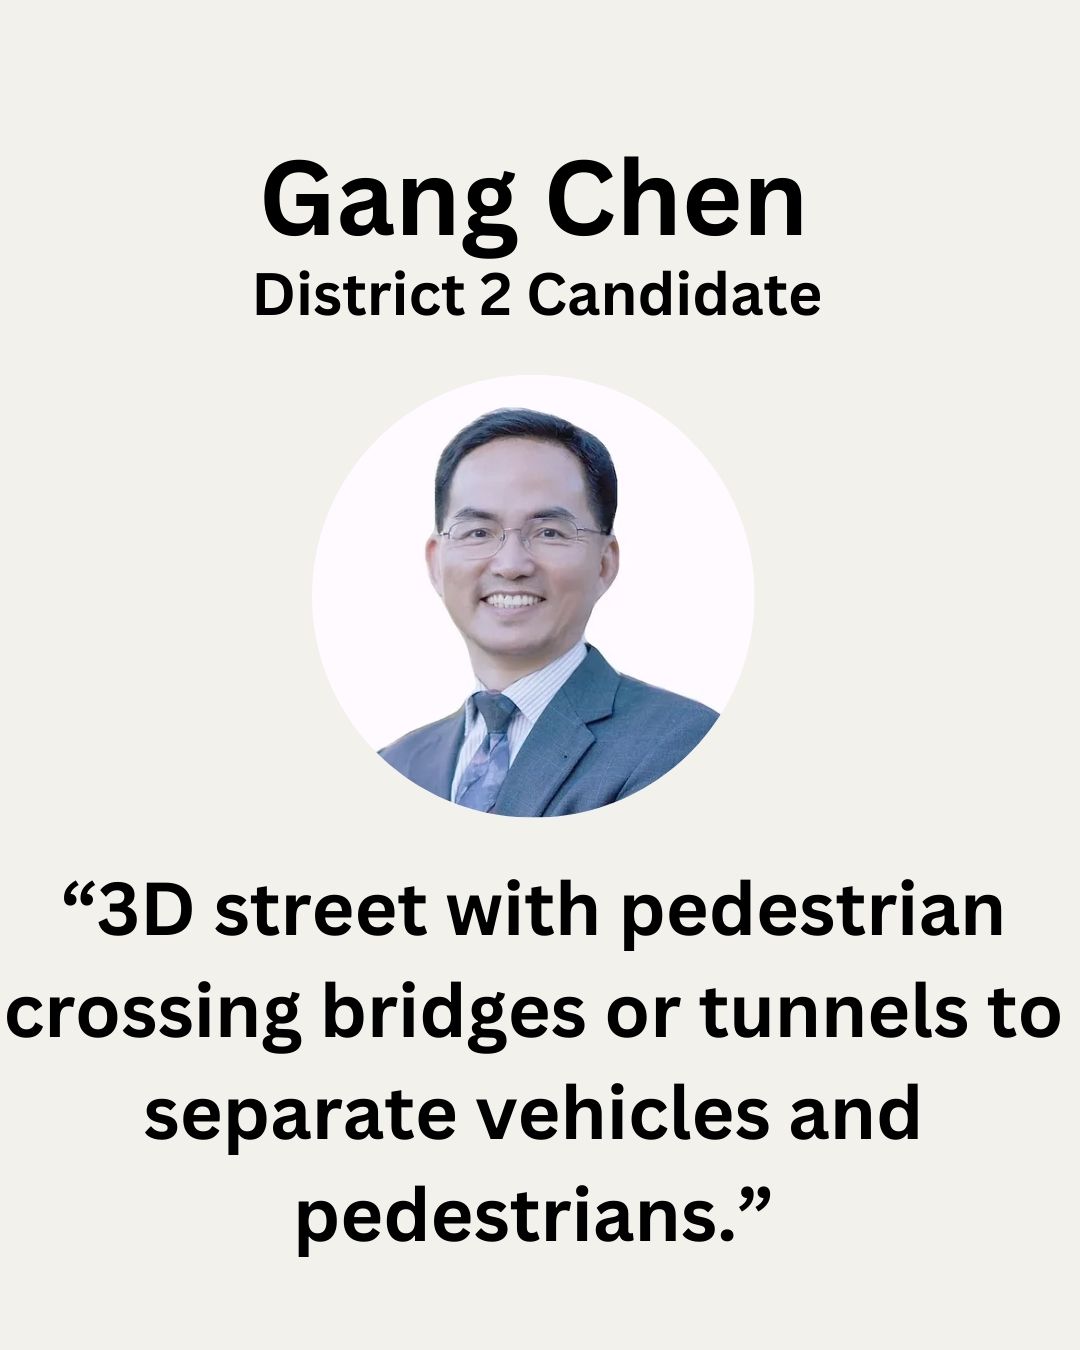 Gang Chen
District 2 Candidate
“3D street with pedestrian
crossing bridges or tunnels to
separate vehicles and
pedestrians.”